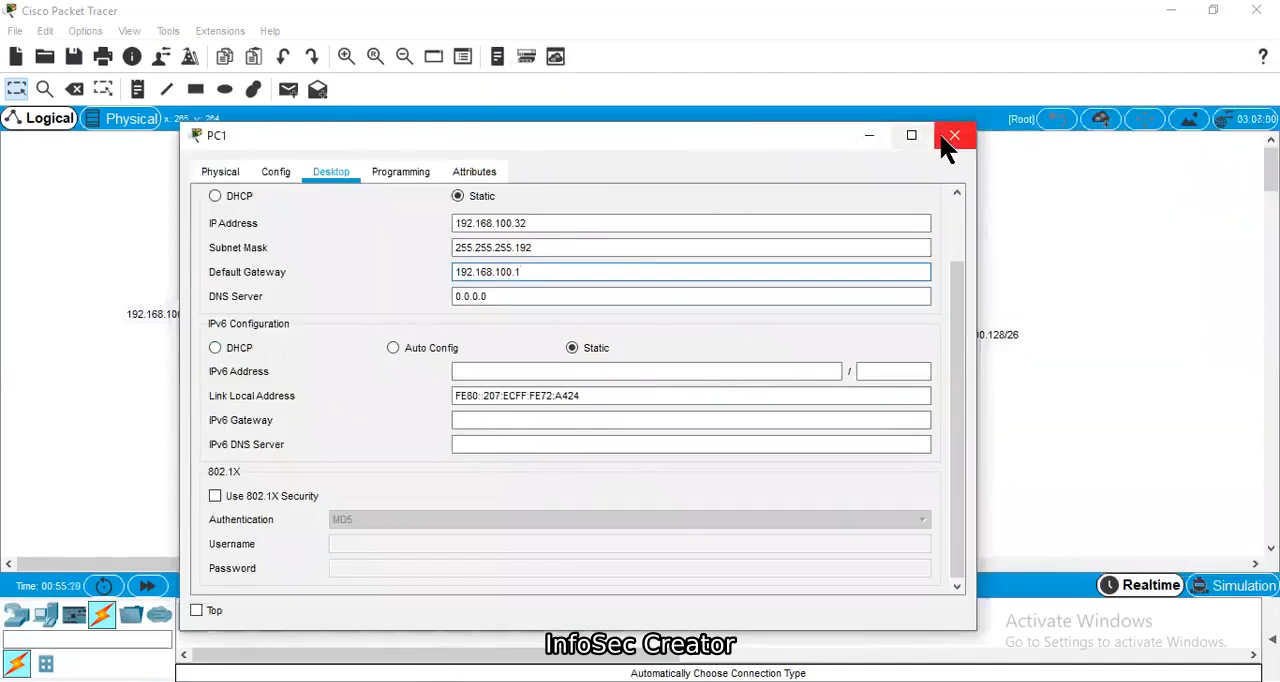 Cisco Packet Tracer
File Edit Options View Tools Extensions Help
Logical Physical x: 265 y: 264 [Root] 03:08:00
PC1
Physical Config Desktop Programming Attributes
DHCP Static
IP Address 192.168.100.32
Subnet Mask 255.255.255.192
Default Gateway 192.168.100.1
DNS Server 0.0.0.0
192.168.100
0.128/26
IPv6 Configuration
DHCP Auto Config Static
IPv6 Address /
Link Local Address FE80::207:ECFF:FE72:A424
IPv6 Gateway
IPv6 DNS Server
802.1X
Use 802.1X Security
Authentication MD5
Username
Password
Time: 00:55:29 Realtime Simulation
Top
Activate Windows
Go to Settings to activate Windows.
InfoSec Creator
Automatically Choose Connection Type